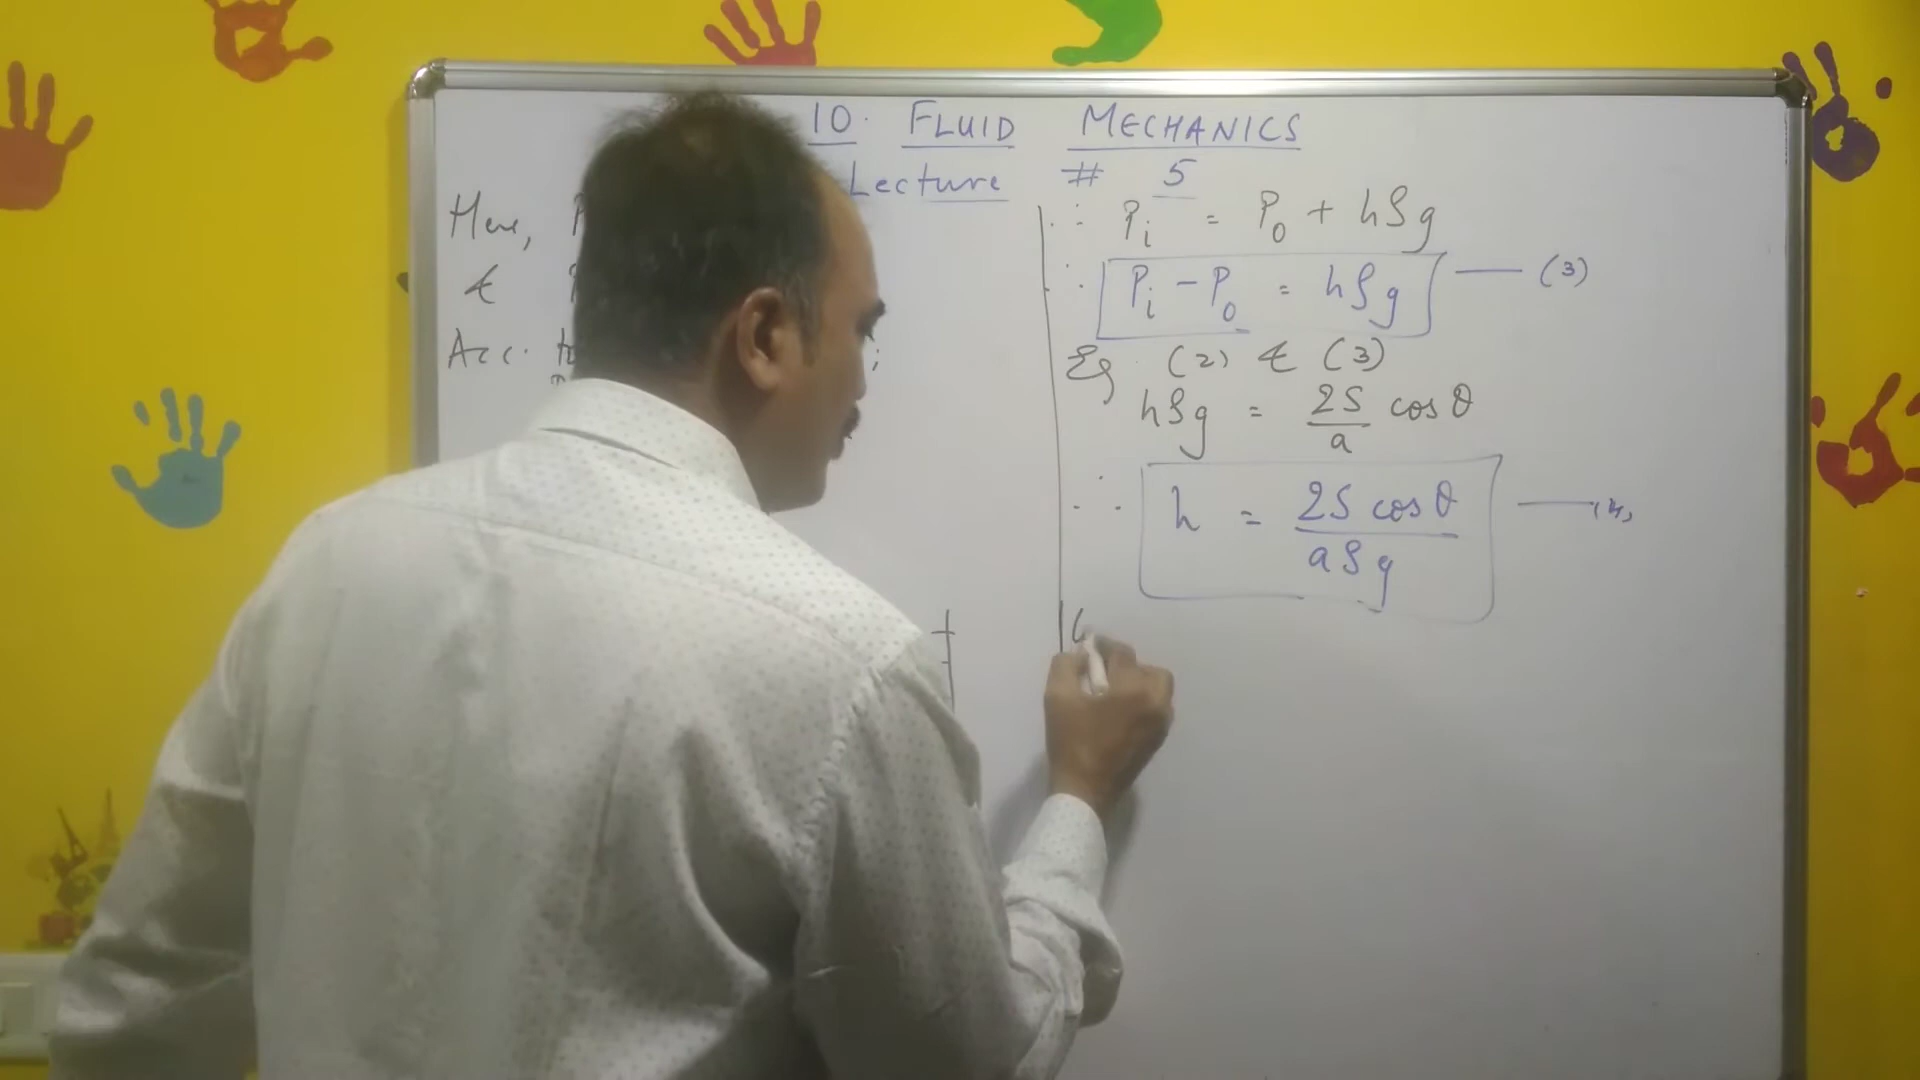 10. FLUID MECHANICS
Lecture # 5
Here, P
&
Acc. to ;
∴ Pᵢ = P₀ + hρg
∴ Pᵢ - P₀ = hρg — (3)
Eq. (2) & (3)
hρg = 2S/a cos θ
∴ h = 2S cos θ / aρg — (4)
(